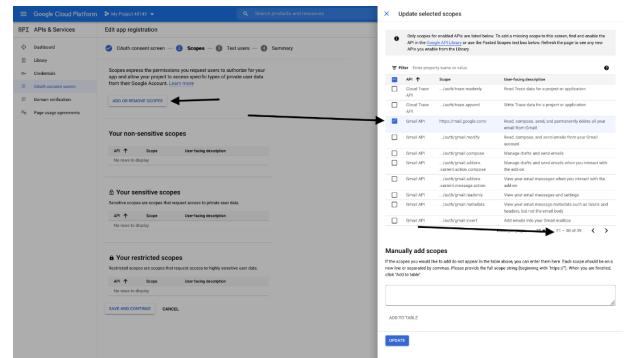 Google Cloud Platform
My Project 49149
Search products and resources
API APIs & Services
Dashboard
Library
Credentials
OAuth consent screen
Domain verification
Page usage agreements
Edit app registration
OAuth consent screen — 2 Scopes — 3 Test users — 4 Summary
Scopes express the permissions you request users to authorize for your
app and allow your project to access specific types of private user data
from their Google Account. Learn more
ADD OR REMOVE SCOPES
Your non-sensitive scopes
API Scope User-facing description
No rows to display
Your sensitive scopes
Sensitive scopes are scopes that request access to private user data.
API Scope User-facing description
No rows to display
Your restricted scopes
Restricted scopes are scopes that request access to highly sensitive user data.
API Scope User-facing description
No rows to display
SAVE AND CONTINUE CANCEL
Update selected scopes
Only scopes for enabled APIs are listed below. To add a missing scope to this screen, find and enable the
API in the Google API Library or use the Pasted Scopes text box below. Refresh the page to see any new
APIs you enable from the Library.
Filter Enter property name or value
API Scope User-facing description
Cloud Trace API .../auth/trace.readonly Read Trace data for a project or application
Cloud Trace API .../auth/trace.append Write Trace data for a project or application
Gmail API https://mail.google.com/ Read, compose, send, and permanently delete all your
email from Gmail
Gmail API .../auth/gmail.modify Read, compose, and send emails from your Gmail
account
Gmail API .../auth/gmail.compose Manage drafts and send emails
Gmail API .../auth/gmail.addons.current.action.compose Manage drafts and send emails when you interact with
the add-on
Gmail API .../auth/gmail.addons.current.message.action View your email messages when you interact with the
add-on
Gmail API .../auth/gmail.readonly View your email messages and settings
Gmail API .../auth/gmail.metadata View your email message metadata such as labels and
headers, but not the email body
Gmail API .../auth/gmail.insert Add emails into your Gmail mailbox
Manually add scopes
If the scopes you would like to add do not appear in the table above, you can enter them here. Each scope should be on a
new line or separated by commas. Please provide the full scope string (beginning with "https://"). When you are finished,
click "Add to table".
ADD TO TABLE
UPDATE